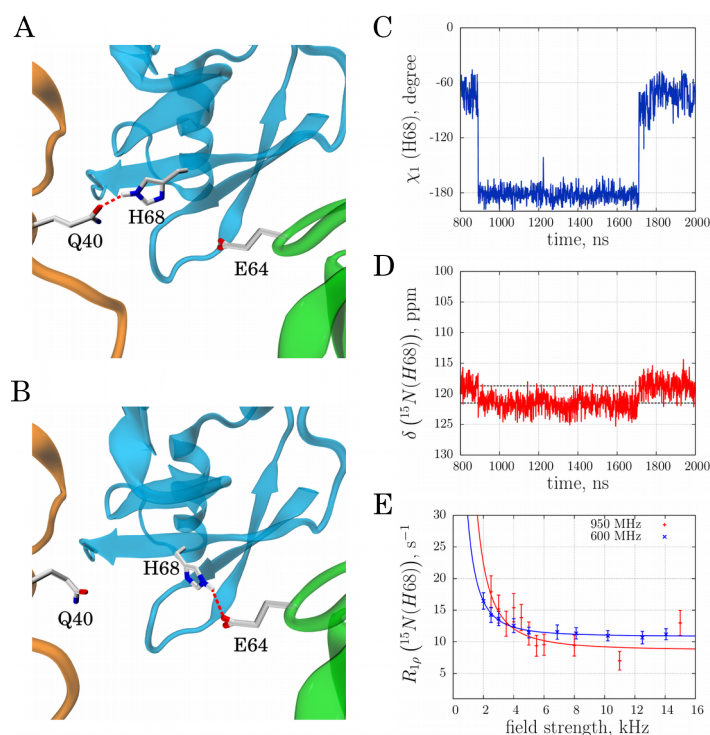 A
Q40
H68
E64
B
H68
Q40
E64
C
χ1 (H68), degree
0
-60
-120
-180
800 1000 1200 1400 1600 1800 2000
time, ns
D
δ (15N(H68)), ppm
100
105
110
115
120
125
130
800 1000 1200 1400 1600 1800 2000
time, ns
E
R1ρ (15N(H68)), s−1
950 MHz
600 MHz
30
25
20
15
10
5
0 2 4 6 8 10 12 14 16
field strength, kHz